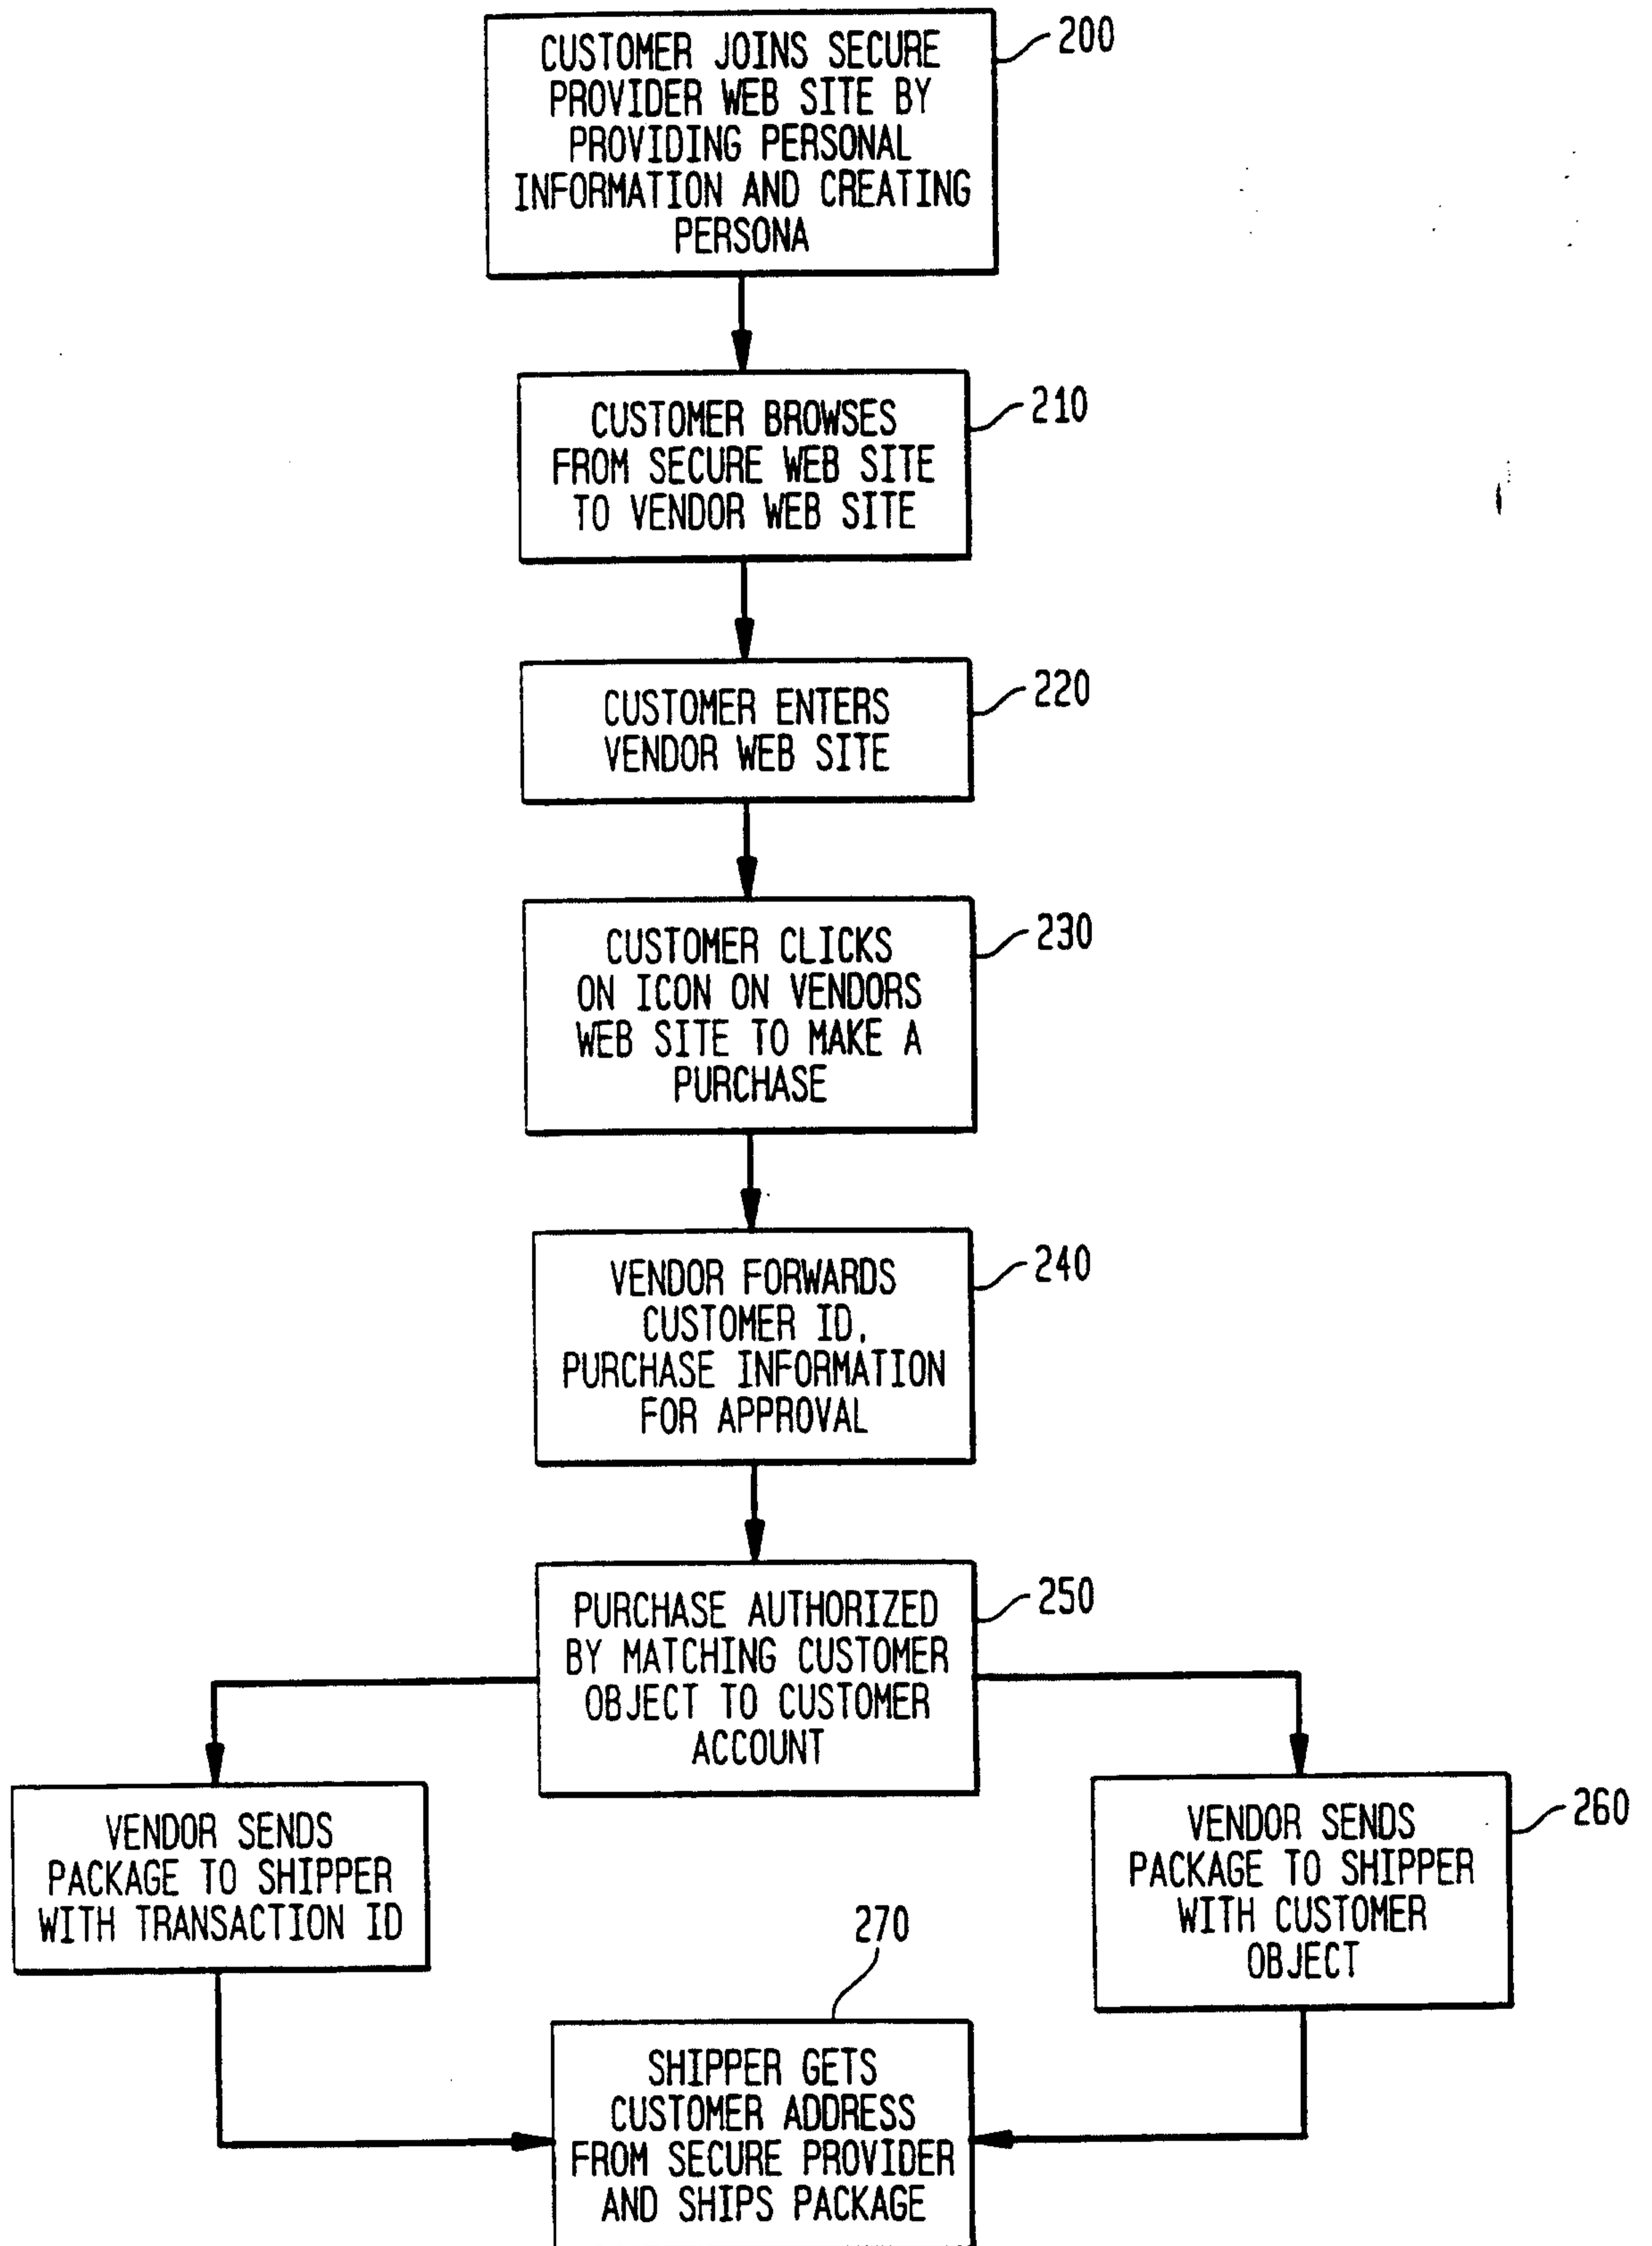 CUSTOMER JOINS SECURE
PROVIDER WEB SITE BY
PROVIDING PERSONAL
INFORMATION AND CREATING
PERSONA
200
CUSTOMER BROWSES
FROM SECURE WEB SITE
TO VENDOR WEB SITE
210
CUSTOMER ENTERS
VENDOR WEB SITE
220
CUSTOMER CLICKS
ON ICON ON VENDORS
WEB SITE TO MAKE A
PURCHASE
230
VENDOR FORWARDS
CUSTOMER ID,
PURCHASE INFORMATION
FOR APPROVAL
240
PURCHASE AUTHORIZED
BY MATCHING CUSTOMER
OBJECT TO CUSTOMER
ACCOUNT
250
VENDOR SENDS
PACKAGE TO SHIPPER
WITH TRANSACTION ID
VENDOR SENDS
PACKAGE TO SHIPPER
WITH CUSTOMER
OBJECT
260
270
SHIPPER GETS
CUSTOMER ADDRESS
FROM SECURE PROVIDER
AND SHIPS PACKAGE